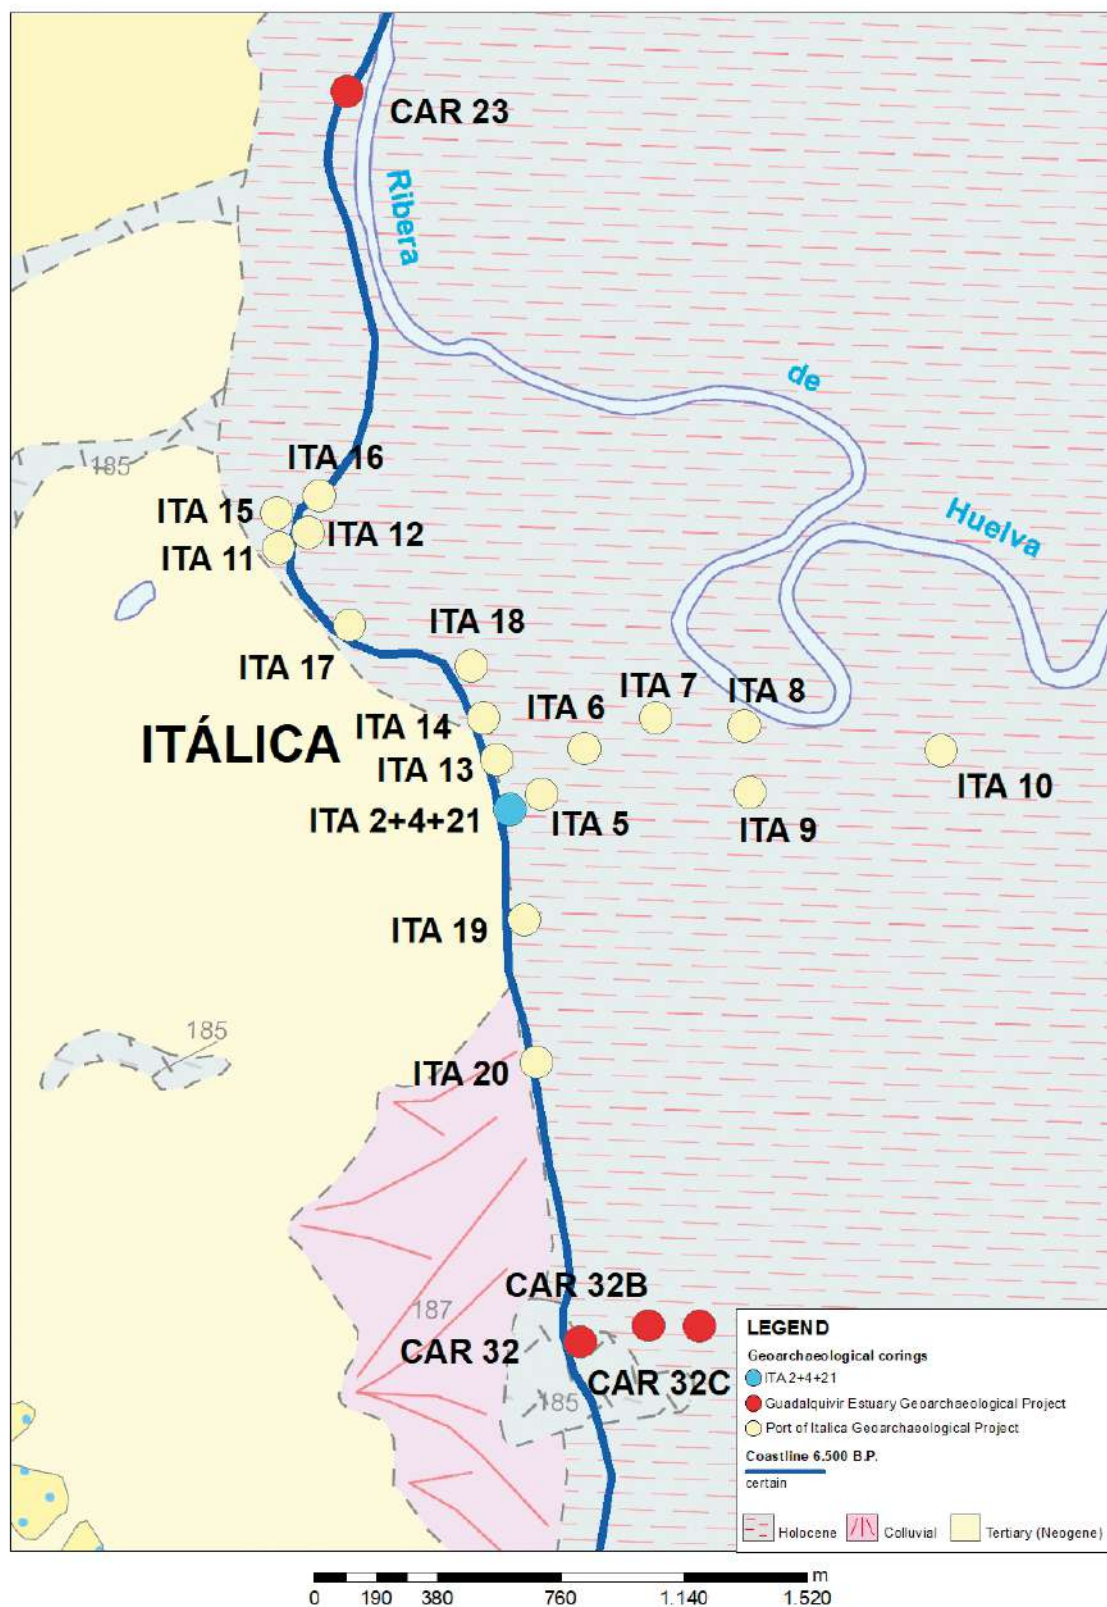 CAR 23
Ribera
de
Huelva
185
ITA 16
ITA 15
ITA 12
ITA 11
ITA 18
ITA 17
ITA 7
ITA 8
ITA 6
ITA 14
ITÁLICA
ITA 13
ITA 10
ITA 2+4+21
ITA 5
ITA 9
ITA 19
185
ITA 20
CAR 32B
187
CAR 32
CAR 32C
185
LEGEND
Geoarchaeological corings
ITA 2+4+21
Guadalquivir Estuary Geoarchaeological Project
Port of Italica Geoarchaeological Project
Coastline 6.500 B.P.
certain
Holocene Colluvial Tertiary (Neogene)
m
0 190 380 760 1.140 1.520